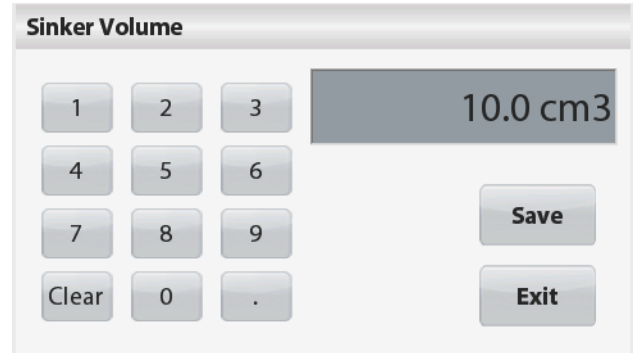 Sinker Volume
10.0 cm3
1 2 3
4 5 6
7 8 9
Clear 0 .
Save
Exit